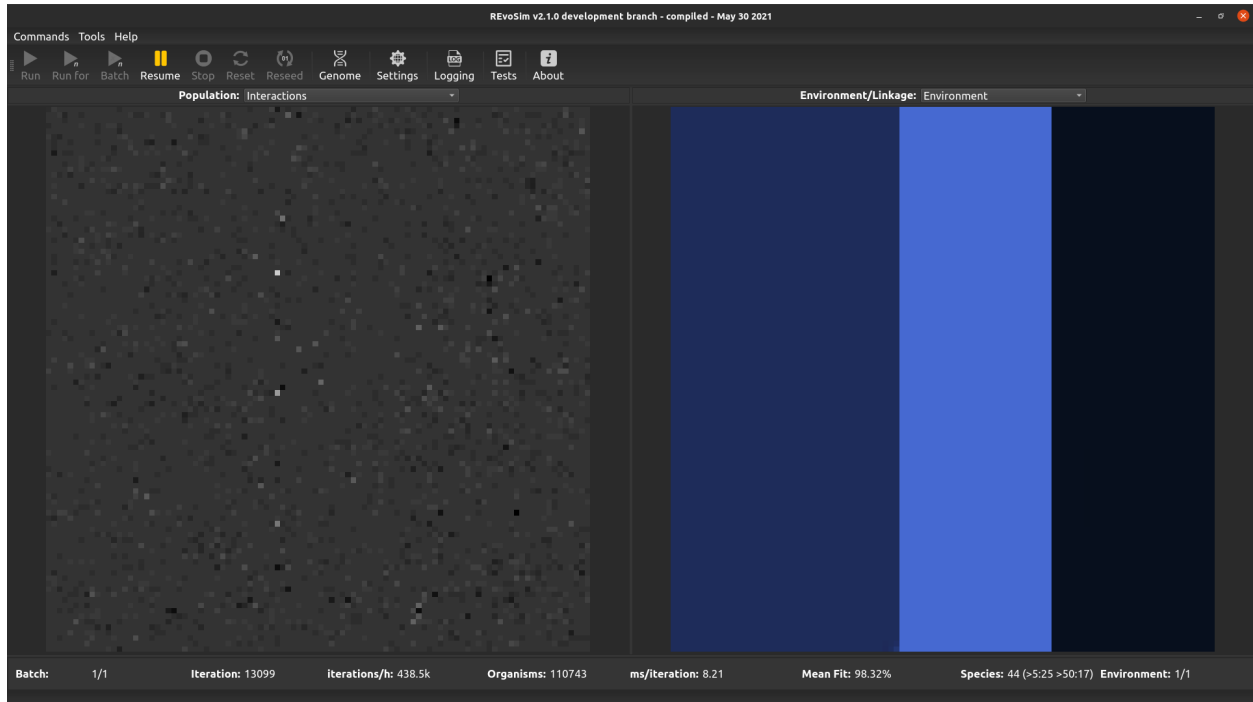 REvoSim v2.1.0 development branch - compiled - May 30 2021
Commands Tools Help
Run Run for Batch Resume Stop Reset Reseed Genome Settings Logging Tests About
Population: Interactions Environment/Linkage: Environment
Batch: 1/1 Iteration: 13099 iterations/h: 438.5k Organisms: 110743 ms/iteration: 8.21 Mean Fit: 98.32% Species: 44 (>5:25 >50:17) Environment: 1/1